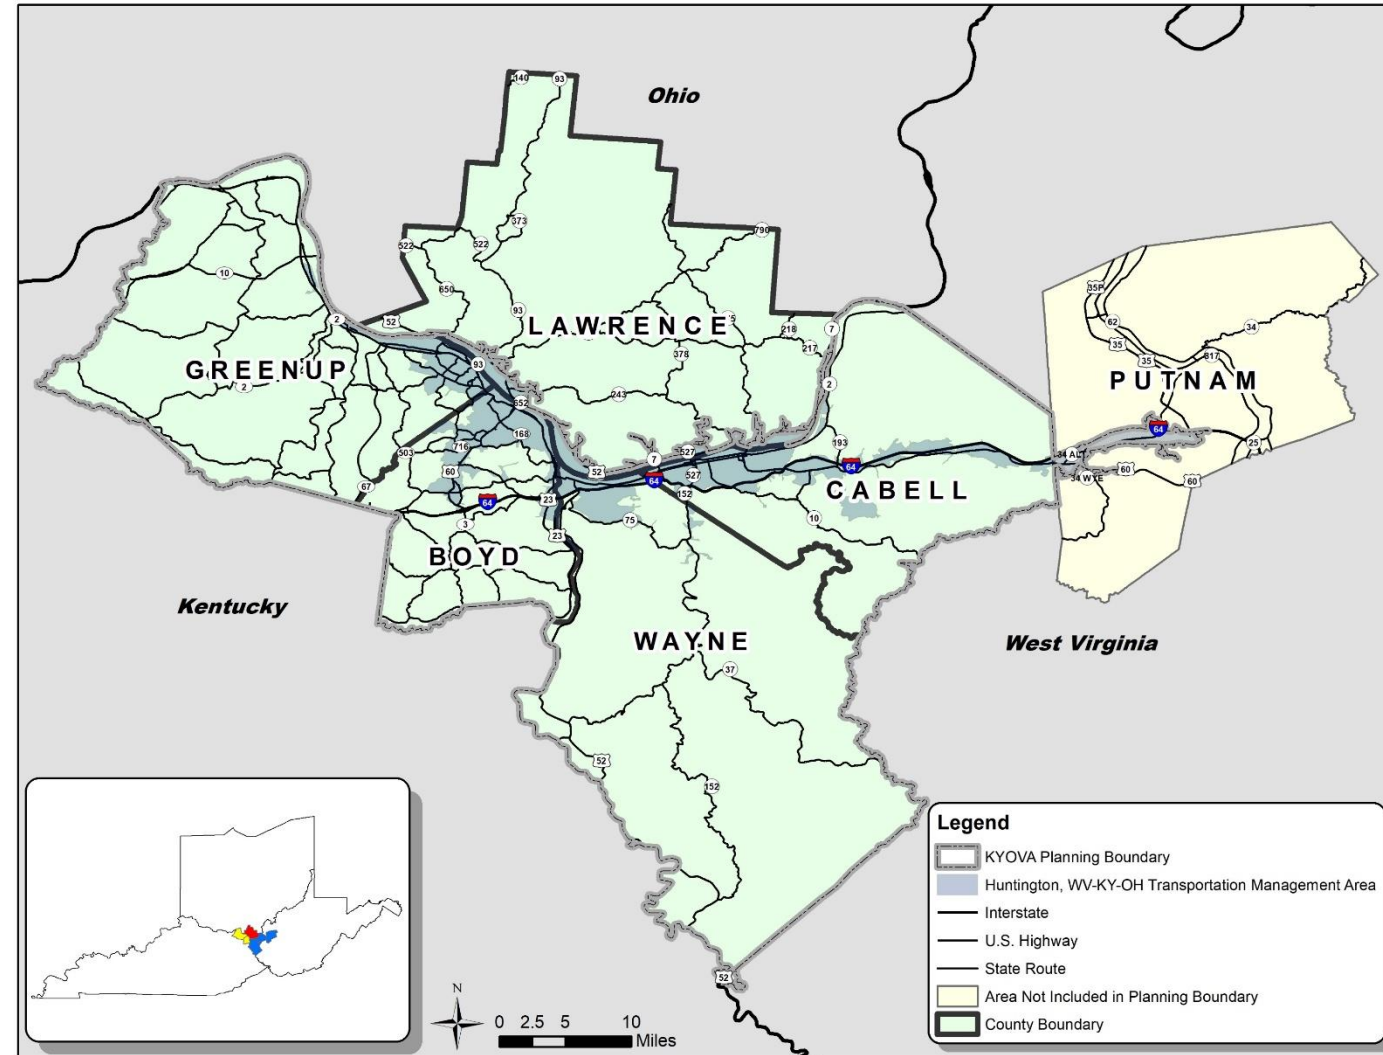 140
93
Ohio
373
522
522
790
10
650
35P
93
52
2
LAWRENCE
218
7
217
62
35
34
GREENUP
2
93
378
35
817
PUTNAM
243
2
652
168
716
503
193
64
25
60
67
527
7
52
64
527
64
CABELL
34 WYE
60
60
64
23
152
10
3
75
23
BOYD
Kentucky
WAYNE
West Virginia
37
52
152
52
N
0 2.5 5 10
Miles
Legend
KYOVA Planning Boundary
Huntington, WV-KY-OH Transportation Management Area
Interstate
U.S. Highway
State Route
Area Not Included in Planning Boundary
County Boundary